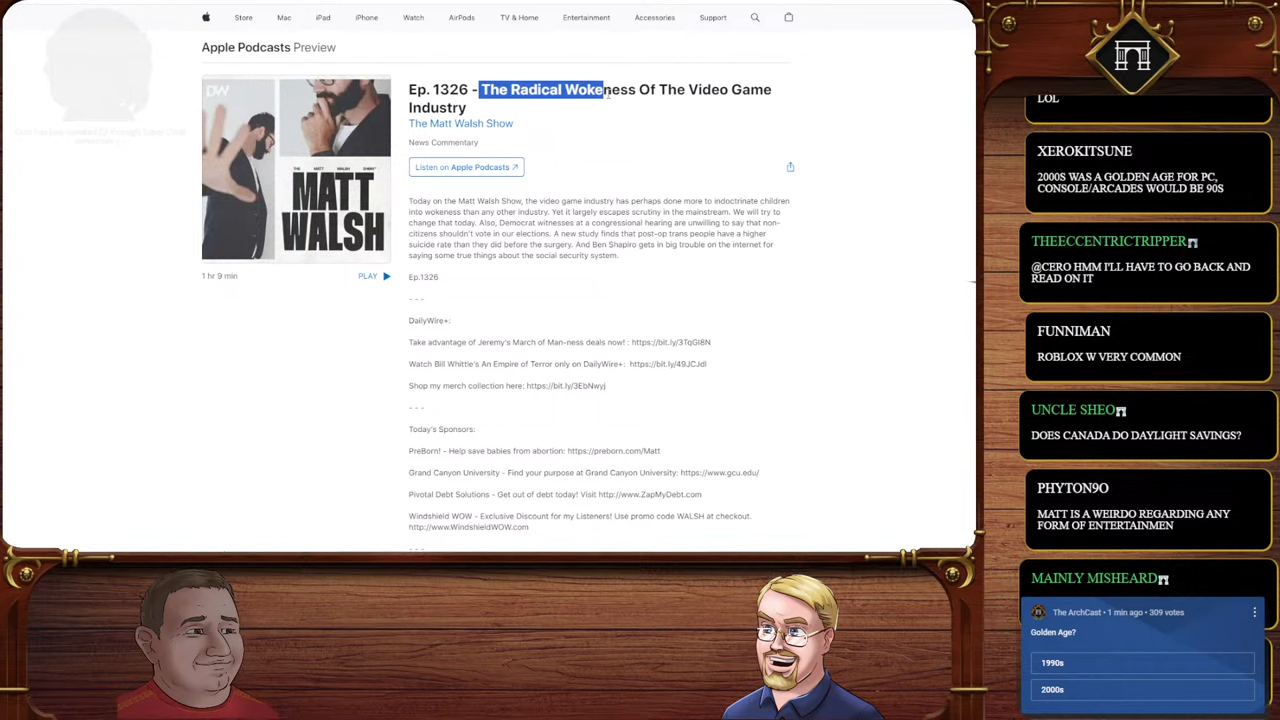 Store Mac iPad iPhone Watch AirPods TV & Home Entertainment Accessories Support
Apple Podcasts Preview
DW
THE MATT WALSH SHOW
MATT
WALSH
1 hr 9 min
PLAY
Ep. 1326 - The Radical Wokeness Of The Video Game
Industry
The Matt Walsh Show
News Commentary
Listen on Apple Podcasts ↗
Today on the Matt Walsh Show, the video game industry has perhaps done more to indoctrinate children
into wokeness than any other industry. Yet it largely escapes scrutiny in the mainstream. We will try to
change that today. Also, Democrat witnesses at a congressional hearing are unwilling to say that non-
citizens shouldn't vote in our elections. A new study finds that post-op trans people have a higher
suicide rate than they did before the surgery. And Ben Shapiro gets in big trouble on the internet for
saying some true things about the social security system.
Ep.1326
- - -
DailyWire+:
Take advantage of Jeremy's March of Man-ness deals now! : https://bit.ly/3TqGl8N
Watch Bill Whittle's An Empire of Terror only on DailyWire+: https://bit.ly/49JCJdl
Shop my merch collection here: https://bit.ly/3EbNwyj
- - -
Today's Sponsors:
PreBorn! - Help save babies from abortion: https://preborn.com/Matt
Grand Canyon University - Find your purpose at Grand Canyon University: https://www.gcu.edu/
Pivotal Debt Solutions - Get out of debt today! Visit http://www.ZapMyDebt.com
Windshield WOW - Exclusive Discount for my Listeners! Use promo code WALSH at checkout.
http://www.WindshieldWOW.com
- - -
LOL
XEROKITSUNE
2000S WAS A GOLDEN AGE FOR PC,
CONSOLE/ARCADES WOULD BE 90S
THEECCENTRICTRIPPER
@CERO HMM I'LL HAVE TO GO BACK AND
READ ON IT
FUNNIMAN
ROBLOX W VERY COMMON
UNCLE SHEO
DOES CANADA DO DAYLIGHT SAVINGS?
PHYTON9O
MATT IS A WEIRDO REGARDING ANY
FORM OF ENTERTAINMEN
MAINLY MISHEARD
The ArchCast • 1 min ago • 309 votes
Golden Age?
1990s
2000s